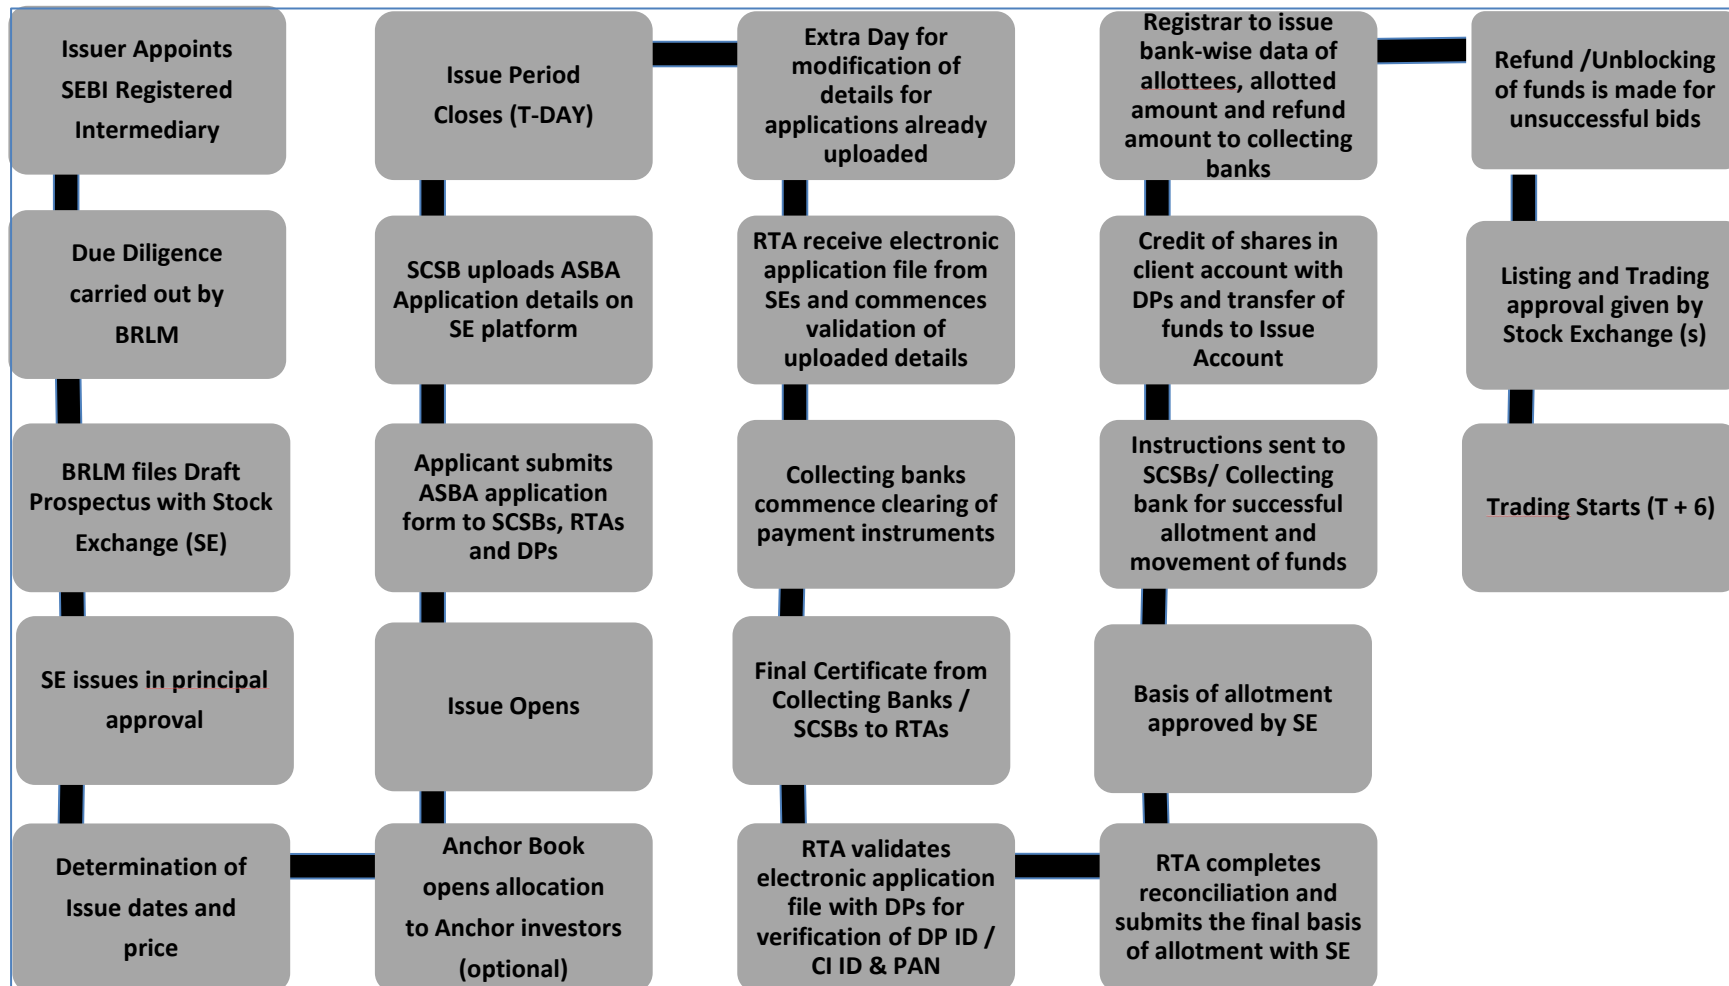 Issuer Appoints
SEBI Registered
Intermediary
Due Diligence
carried out by
BRLM
BRLM files Draft
Prospectus with Stock
Exchange (SE)
SE issues in principal
approval
Determination of
Issue dates and
price
Anchor Book
opens allocation
to Anchor investors
(optional)
Issue Opens
Applicant submits
ASBA application
form to SCSBs, RTAs
and DPs
SCSB uploads ASBA
Application details on
SE platform
Issue Period
Closes (T-DAY)
Extra Day for
modification of
details for
applications already
uploaded
RTA receive electronic
application file from
SEs and commences
validation of
uploaded details
Collecting banks
commence clearing of
payment instruments
Final Certificate from
Collecting Banks /
SCSBs to RTAs
RTA validates
electronic application
file with DPs for
verification of DP ID /
CI ID & PAN
RTA completes
reconciliation and
submits the final basis
of allotment with SE
Basis of allotment
approved by SE
Instructions sent to
SCSBs/ Collecting
bank for successful
allotment and
movement of funds
Credit of shares in
client account with
DPs and transfer of
funds to Issue
Account
Registrar to issue
bank-wise data of
allottees, allotted
amount and refund
amount to collecting
banks
Refund /Unblocking
of funds is made for
unsuccessful bids
Listing and Trading
approval given by
Stock Exchange (s)
Trading Starts (T + 6)